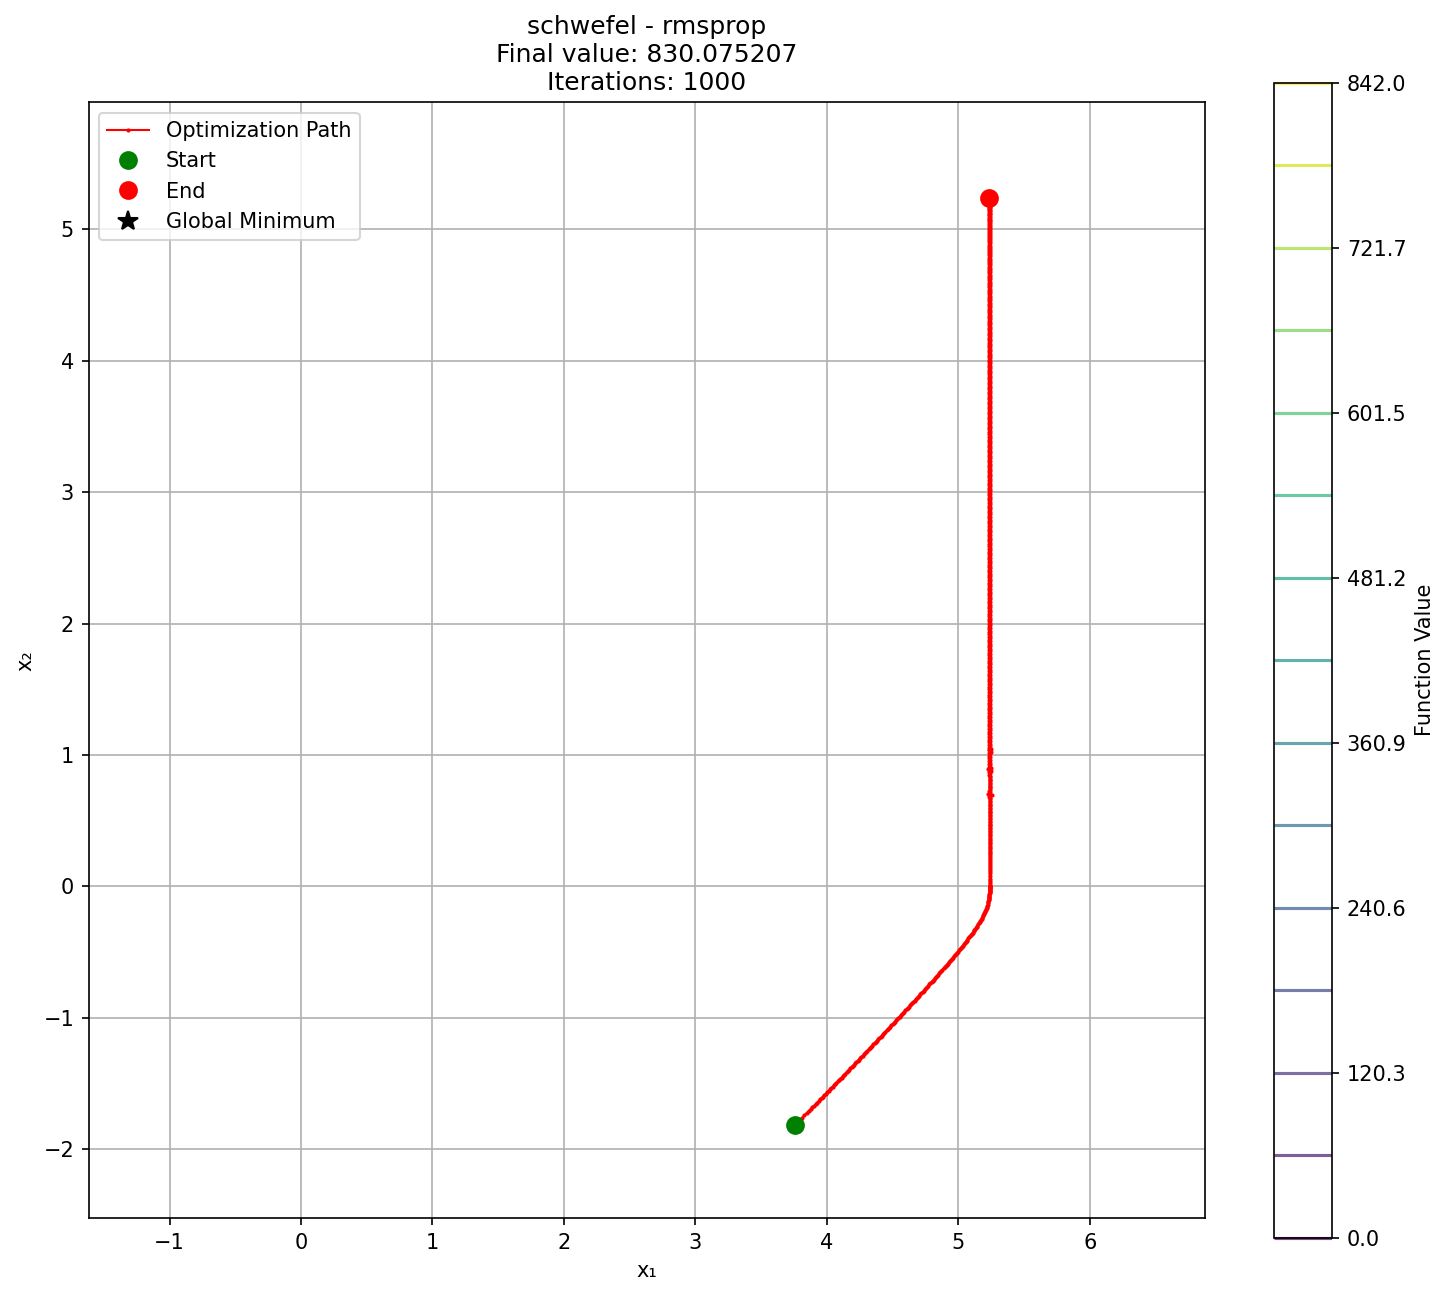 schwefel - rmsprop
Final value: 830.075207
Iterations: 1000
Optimization Path
Start
End
Global Minimum
5
4
3
2
1
0
−1
−2
x₂
−1
0
1
2
3
4
5
6
x₁
842.0
721.7
601.5
481.2
360.9
240.6
120.3
0.0
Function Value